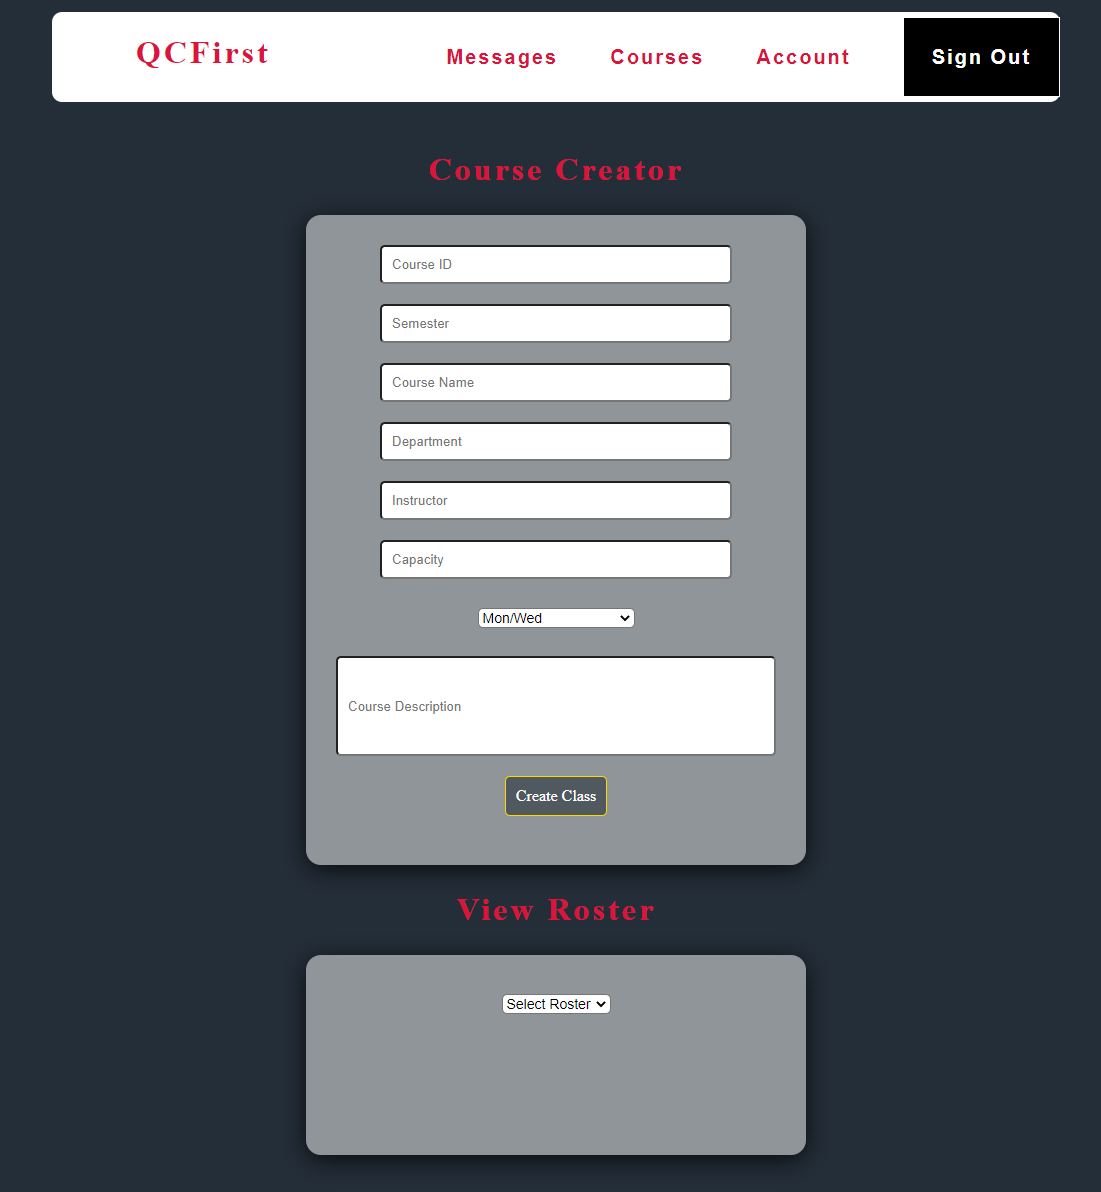 QCFirst
Messages Courses Account Sign Out
Course Creator
Course ID
Semester
Course Name
Department
Instructor
Capacity
Mon/Wed
Course Description
Create Class
View Roster
Select Roster